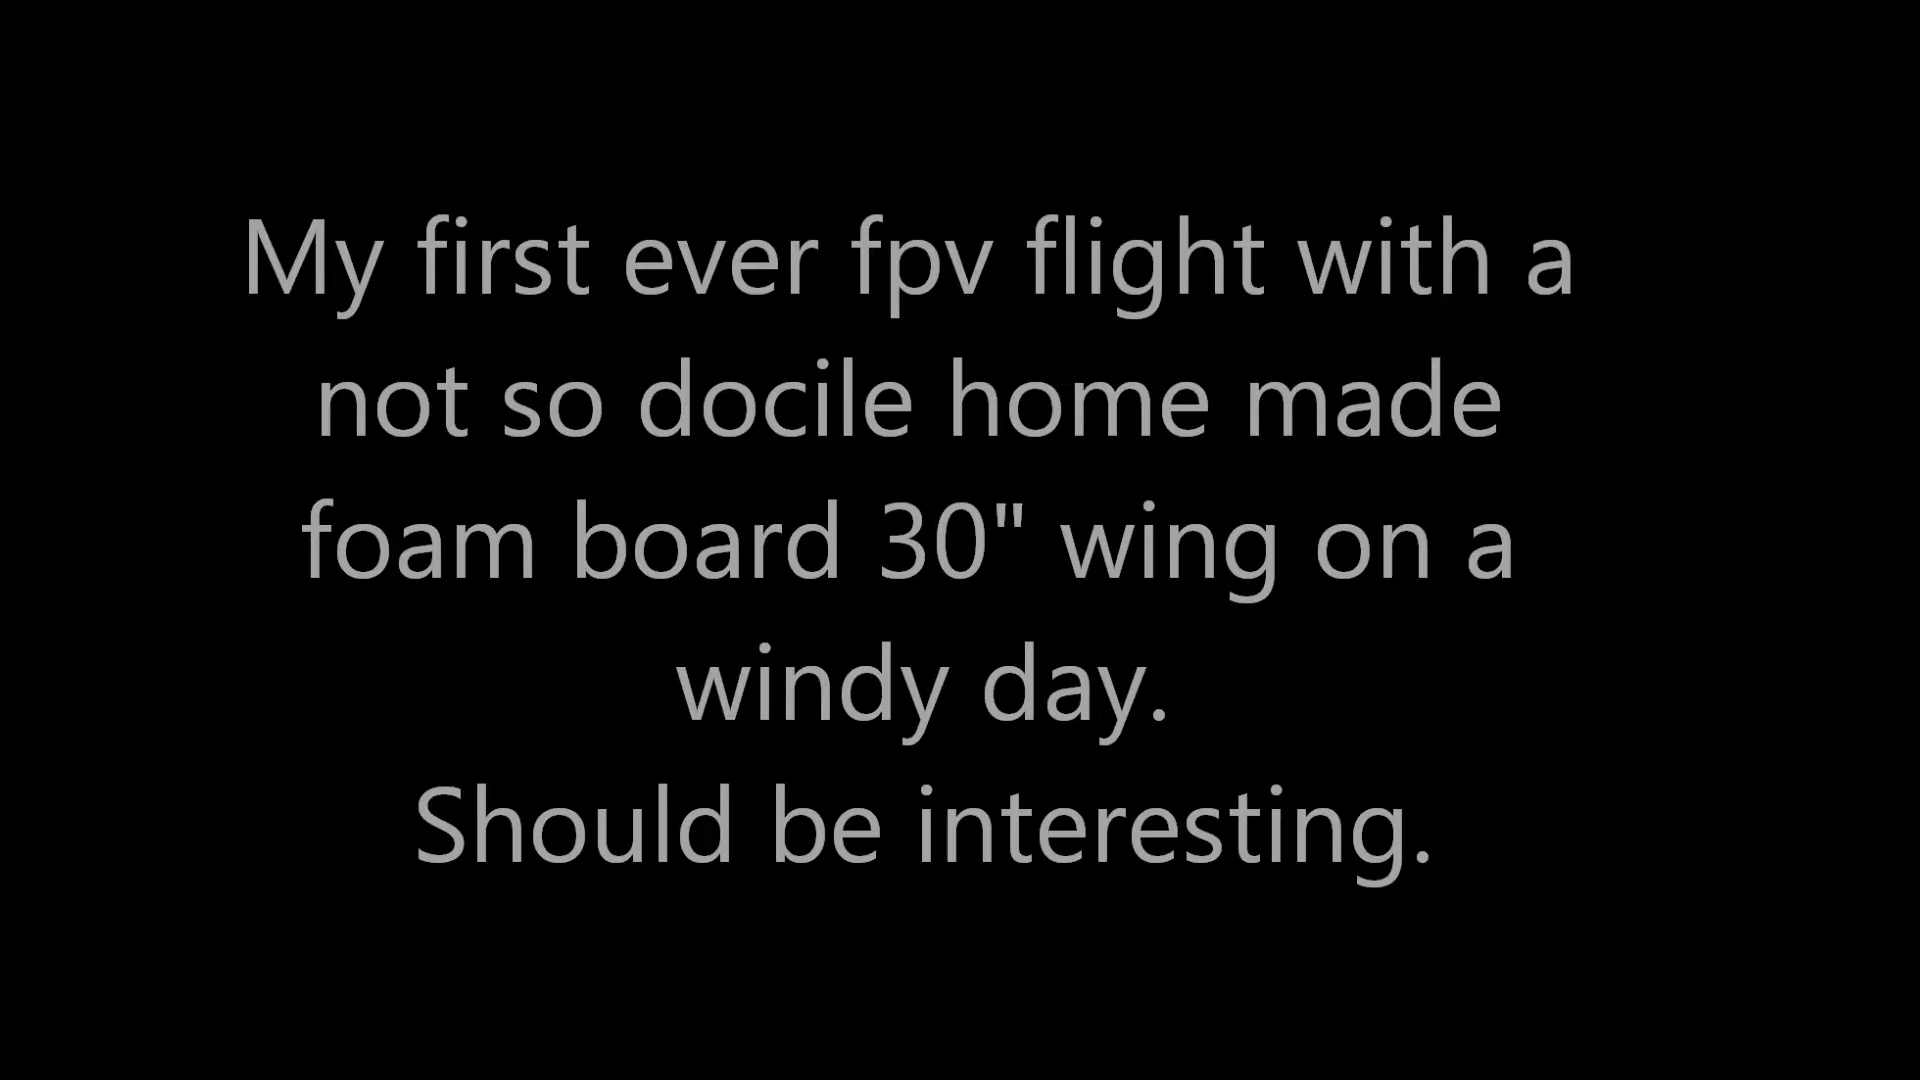 My first ever fpv flight with a
not so docile home made
foam board 30" wing on a
windy day.
Should be interesting.